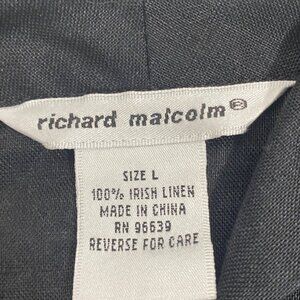 richard malcolm®
SIZE L
100% IRISH LINEN
MADE IN CHINA
RN 96639
REVERSE FOR CARE